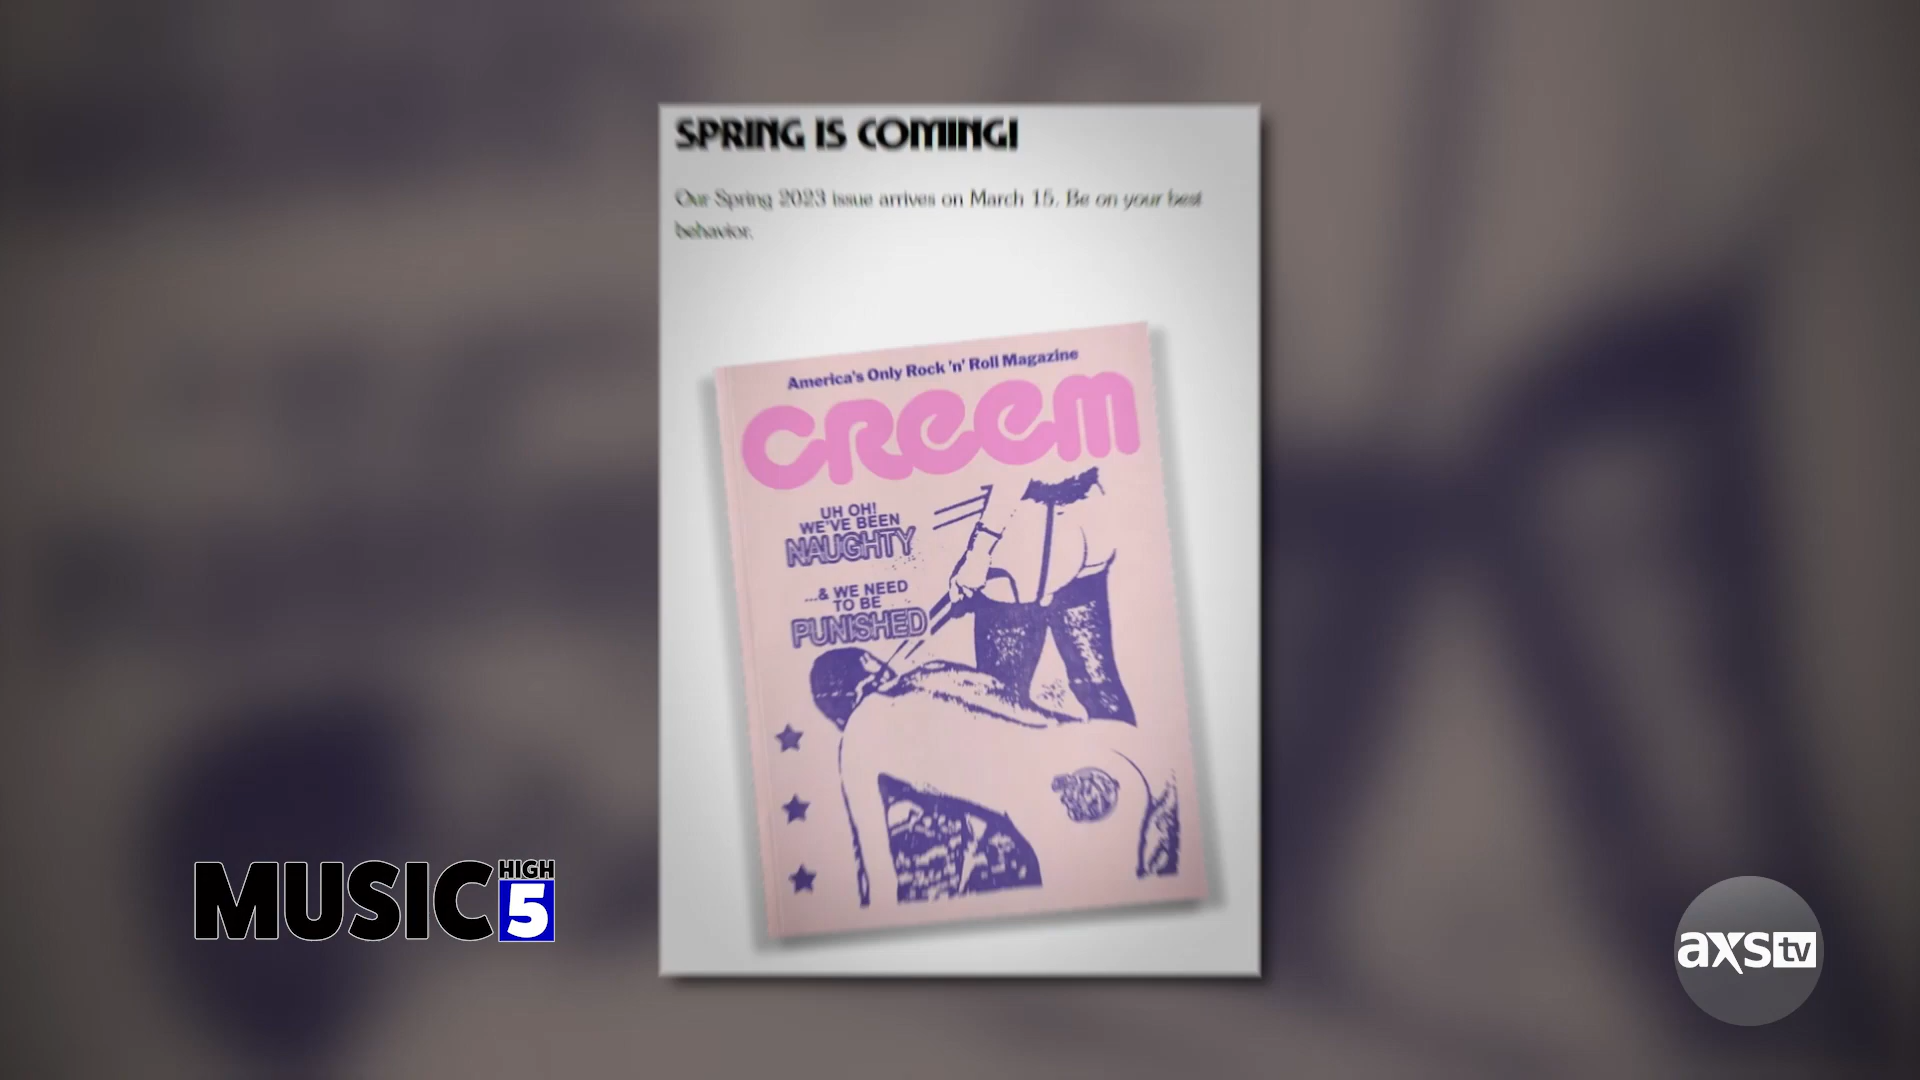 SPRING IS COMING!
Our Spring 2023 issue arrives on March 15. Be on your best
behavior.
America's Only Rock 'n' Roll Magazine
CREEM
UH OH!
WE'VE BEEN
NAUGHTY
...& WE NEED
TO BE
PUNISHED
MUSIC HIGH 5
axs tv